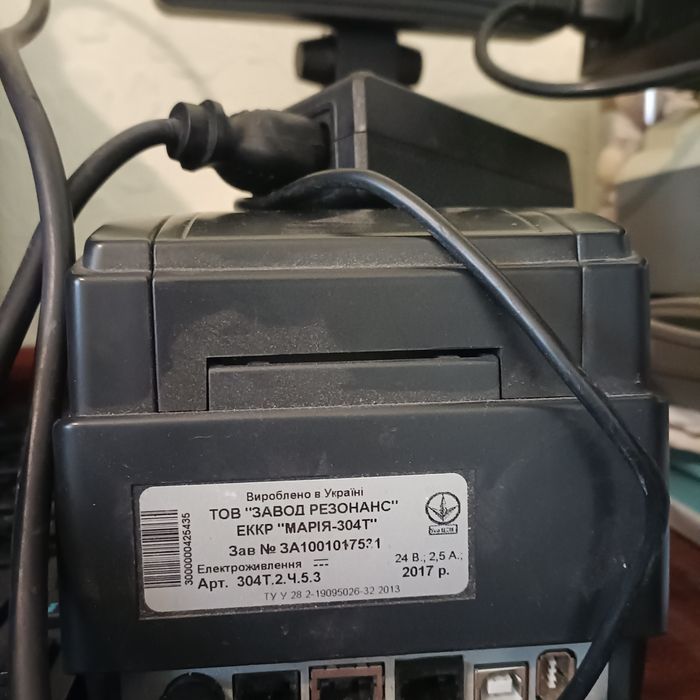 Вироблено в Україні
ТОВ "ЗАВОД РЕЗОНАНС"
ЕККР "МАРІЯ-304Т"
Зав № ЗА1001017531
Електроживлення 24 В.; 2,5 А.;
Арт. 304Т.2.Ч.5.3 2017 р.
ТУ У 28.2-19095026-32 2013
3000000425435